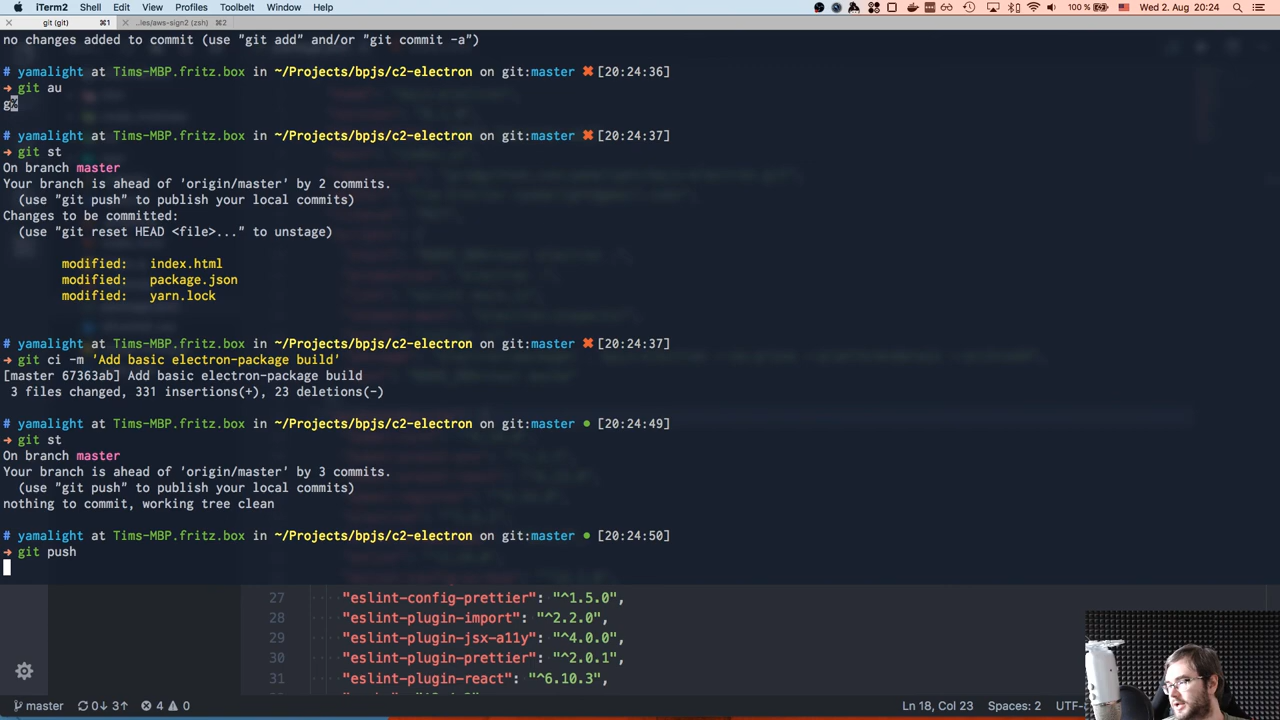 iTerm2 Shell Edit View Profiles Toolbelt Window Help 100 % Wed 2. Aug 20:24
git (git) ⌘1 ..les/aws-sign2 (zsh) ⌘2
no changes added to commit (use "git add" and/or "git commit -a")
# yamalight at Tims-MBP.fritz.box in ~/Projects/bpjs/c2-electron on git:master ✖ [20:24:36]
➜ git au
# yamalight at Tims-MBP.fritz.box in ~/Projects/bpjs/c2-electron on git:master ✖ [20:24:37]
➜ git st
On branch master
Your branch is ahead of 'origin/master' by 2 commits.
(use "git push" to publish your local commits)
Changes to be committed:
(use "git reset HEAD <file>..." to unstage)
modified: index.html
modified: package.json
modified: yarn.lock
# yamalight at Tims-MBP.fritz.box in ~/Projects/bpjs/c2-electron on git:master ✖ [20:24:37]
➜ git ci -m 'Add basic electron-package build'
[master 67363ab] Add basic electron-package build
3 files changed, 331 insertions(+), 23 deletions(-)
# yamalight at Tims-MBP.fritz.box in ~/Projects/bpjs/c2-electron on git:master ● [20:24:49]
➜ git st
On branch master
Your branch is ahead of 'origin/master' by 3 commits.
(use "git push" to publish your local commits)
nothing to commit, working tree clean
# yamalight at Tims-MBP.fritz.box in ~/Projects/bpjs/c2-electron on git:master ● [20:24:50]
➜ git push
27 "eslint-config-prettier": "^1.5.0",
28 "eslint-plugin-import": "^2.2.0",
29 "eslint-plugin-jsx-a11y": "^4.0.0",
30 "eslint-plugin-prettier": "^2.0.1",
31 "eslint-plugin-react": "^6.10.3",
master 0↓ 3↑ 4 0 Ln 18, Col 23 Spaces: 2 UTF-